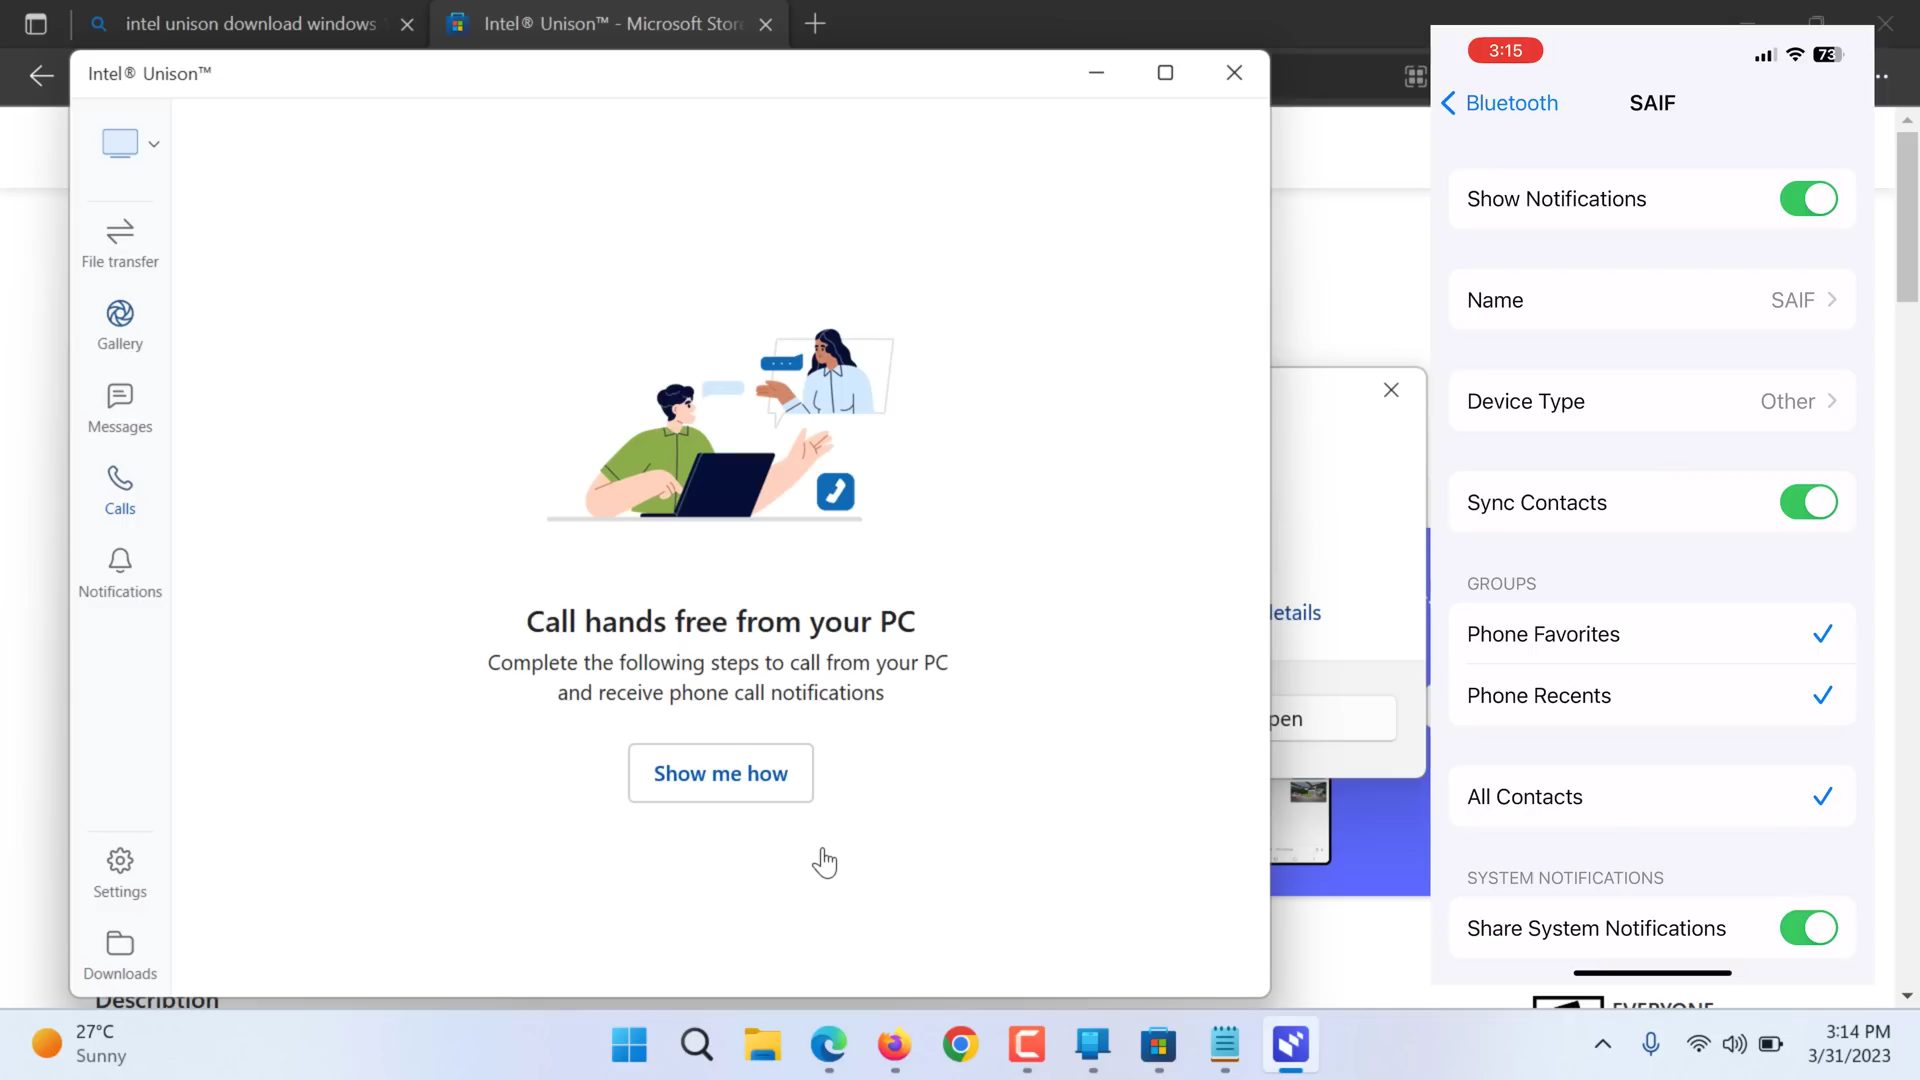 intel unison download windows
Intel® Unison™ - Microsoft Store
Intel® Unison™
File transfer
Gallery
Messages
Calls
Notifications
Settings
Downloads
Call hands free from your PC
Complete the following steps to call from your PC
and receive phone call notifications
Show me how
details
pen
Description
3:15
73
Bluetooth
SAIF
Show Notifications
Name
SAIF
Device Type
Other
Sync Contacts
GROUPS
Phone Favorites
Phone Recents
All Contacts
SYSTEM NOTIFICATIONS
Share System Notifications
EVERYONE
27°C
Sunny
3:14 PM
3/31/2023